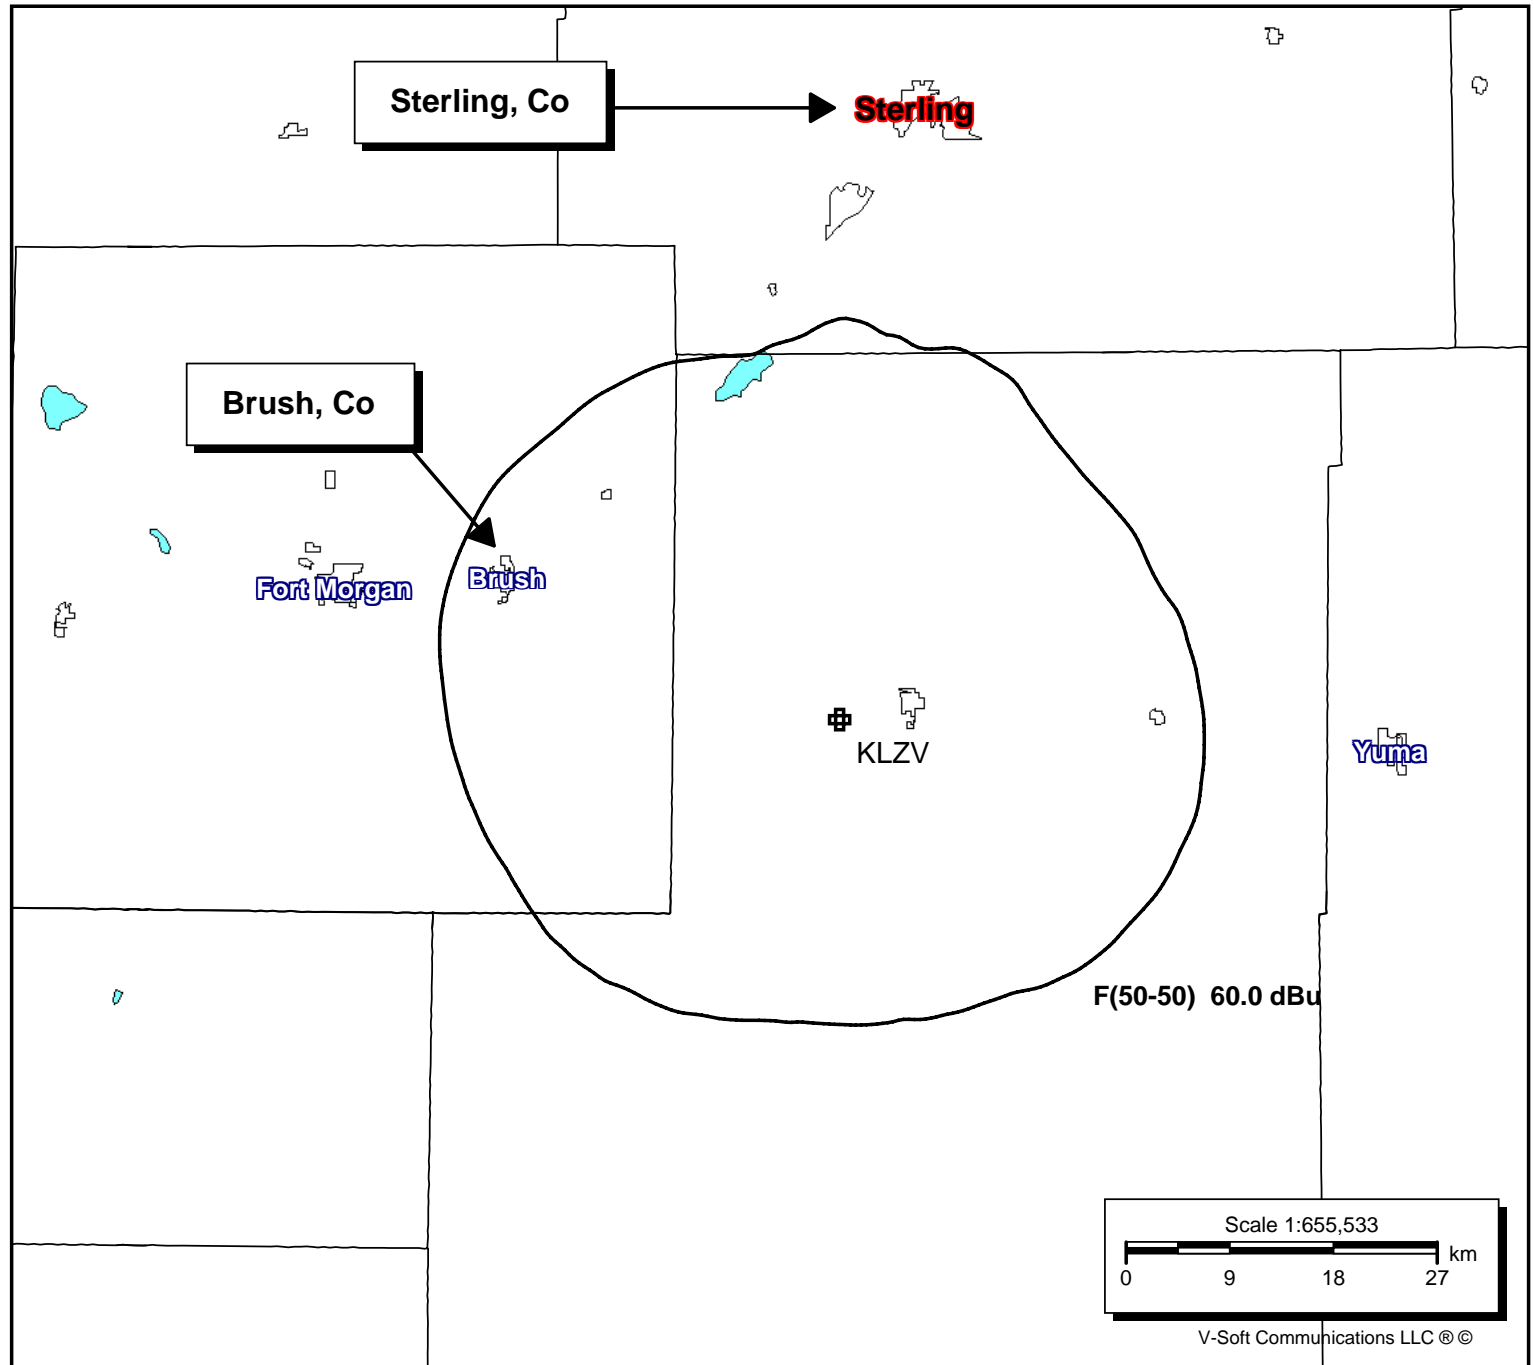 Sterling, Co
Sterling
Brush, Co
Fort Morgan
Brush
KLZV
Yuma
F(50-50) 60.0 dBu
Scale 1:655,533
km
0 9 18 27
V-Soft Communications LLC ® ©